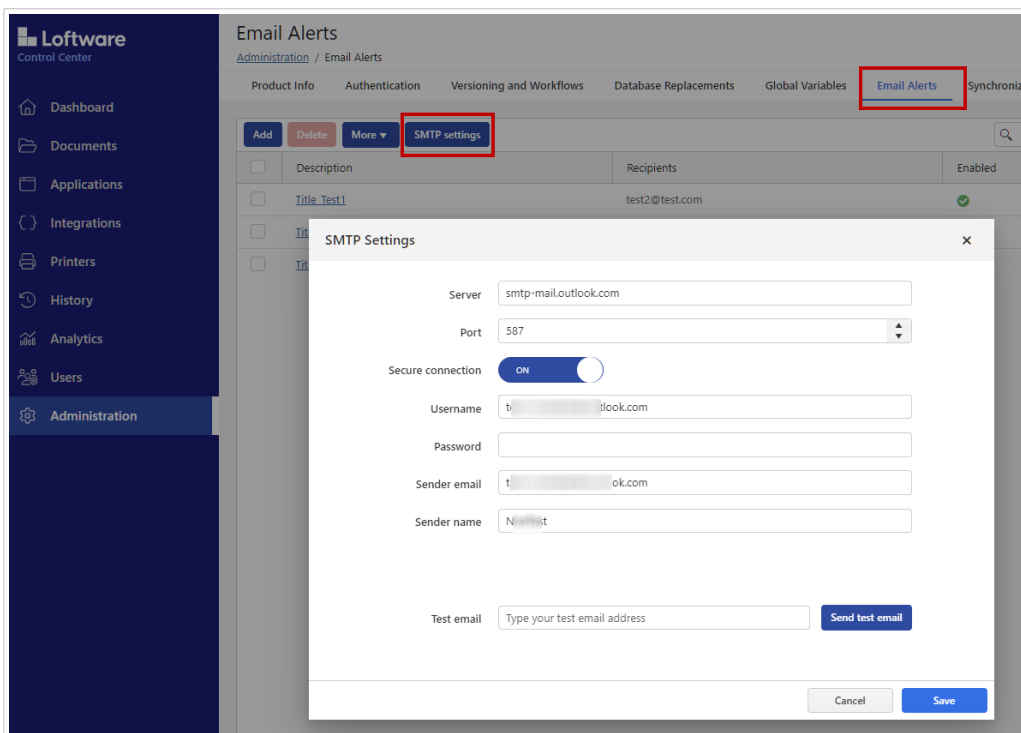 Loftware
Control Center
Dashboard
Documents
Applications
Integrations
Printers
History
Analytics
Users
Administration
Email Alerts
Administration / Email Alerts
Product Info Authentication Versioning and Workflows Database Replacements Global Variables Email Alerts
Add Delete More SMTP settings
Description Recipients Enabled
Title Test1 test2@test.com
SMTP Settings
Server smtp-mail.outlook.com
Port 587
Secure connection ON
Username
Password
Sender email
Sender name
Test email Type your test email address Send test email
Cancel Save